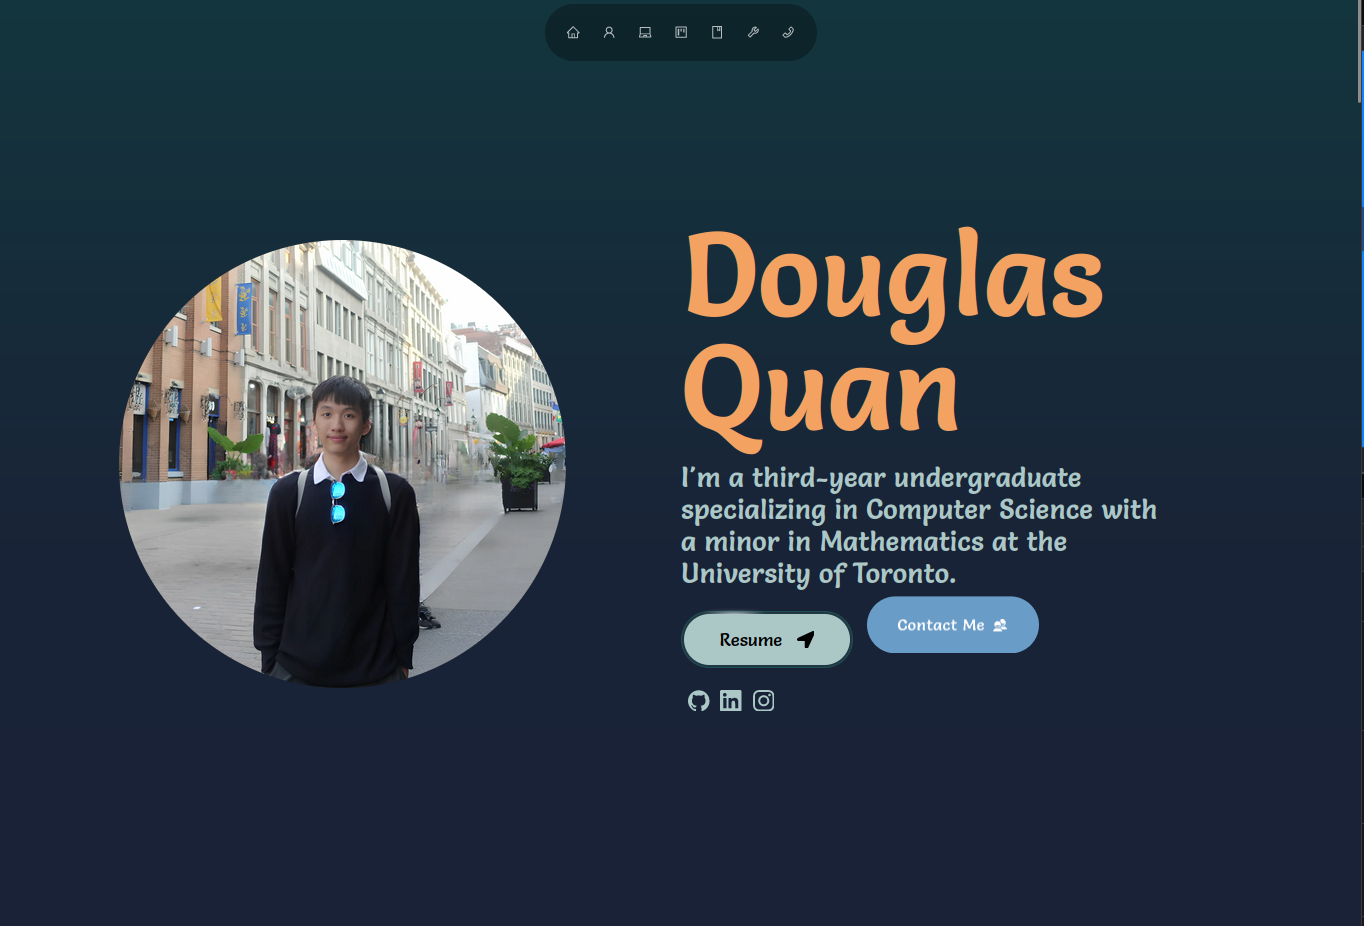 Douglas
Quan
I'm a third-year undergraduate
specializing in Computer Science with
a minor in Mathematics at the
University of Toronto.
Resume
Contact Me